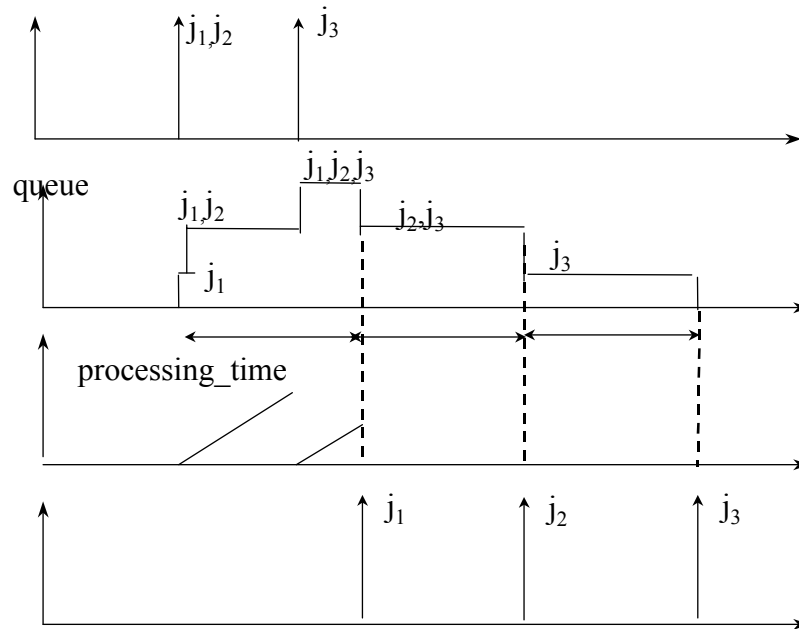 j₁,j₂
j₃
j₁,j₂,j₃
queue
j₁,j₂
j₂,j₃
j₁
j₃
processing_time
j₁
j₂
j₃